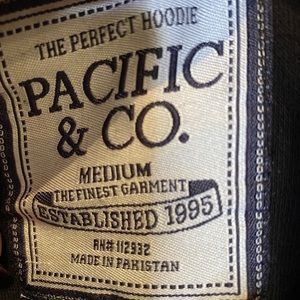 THE PERFECT HOODIE
PACIFIC
& CO.
MEDIUM
THE FINEST GARMENT
ESTABLISHED 1995
RN# 112932
MADE IN PAKISTAN